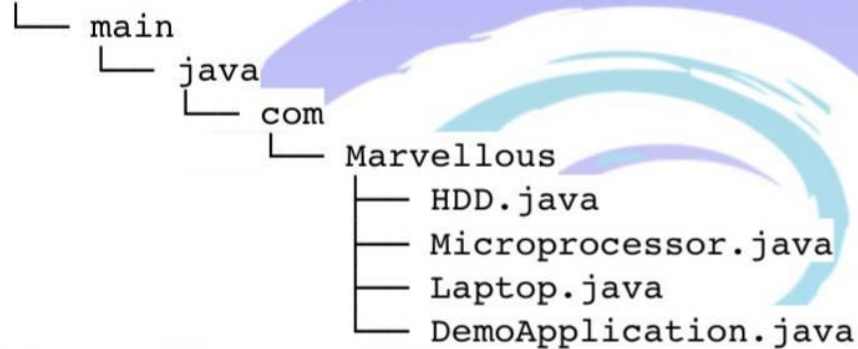 └── main
└── java
└── com
└── Marvellous
├── HDD.java
├── Microprocessor.java
├── Laptop.java
└── DemoApplication.java